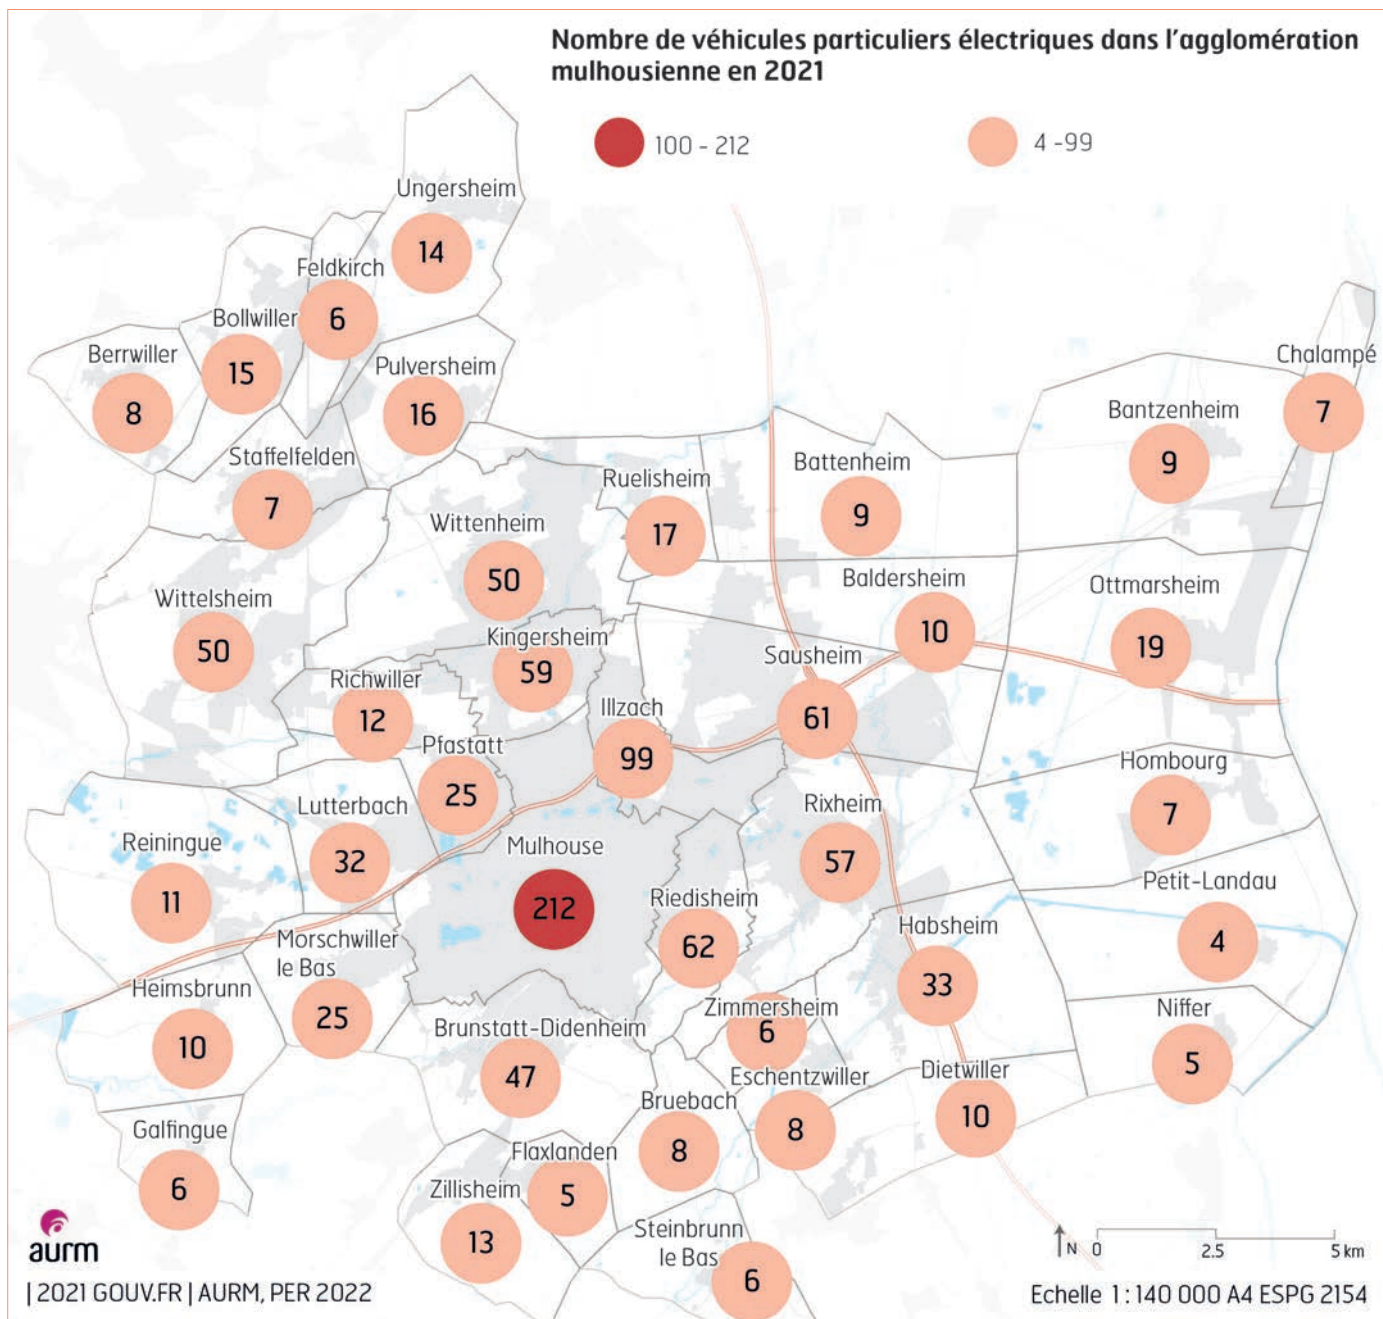 Nombre de véhicules particuliers électriques dans l'agglomération
mulhousienne en 2021
100 - 212
4 -99
Ungersheim
14
Feldkirch
6
Bollwiller
15
Berrwiller
8
Pulversheim
16
Chalampé
7
Bantzenheim
9
Staffelfelden
7
Battenheim
9
Ruelisheim
17
Wittenheim
50
Baldersheim
10
Ottmarsheim
19
Wittelsheim
50
Kingersheim
59
Sausheim
61
Richwiller
12
Illzach
99
Pfastatt
25
Hombourg
7
Lutterbach
32
Rixheim
57
Reiningue
11
Mulhouse
212
Petit-Landau
4
Riedisheim
62
Habsheim
33
Morschwiller
le Bas
25
Heimsbrunn
10
Zimmersheim
6
Niffer
5
Brunstatt-Didenheim
47
Eschentzwiller
8
Dietwiller
10
Bruebach
8
Galfingue
6
Flaxlanden
5
Zillisheim
13
Steinbrunn
le Bas
6
aurm
| 2021 GOUV.FR | AURM, PER 2022
N 0 2.5 5 km
Echelle 1 : 140 000 A4 ESPG 2154